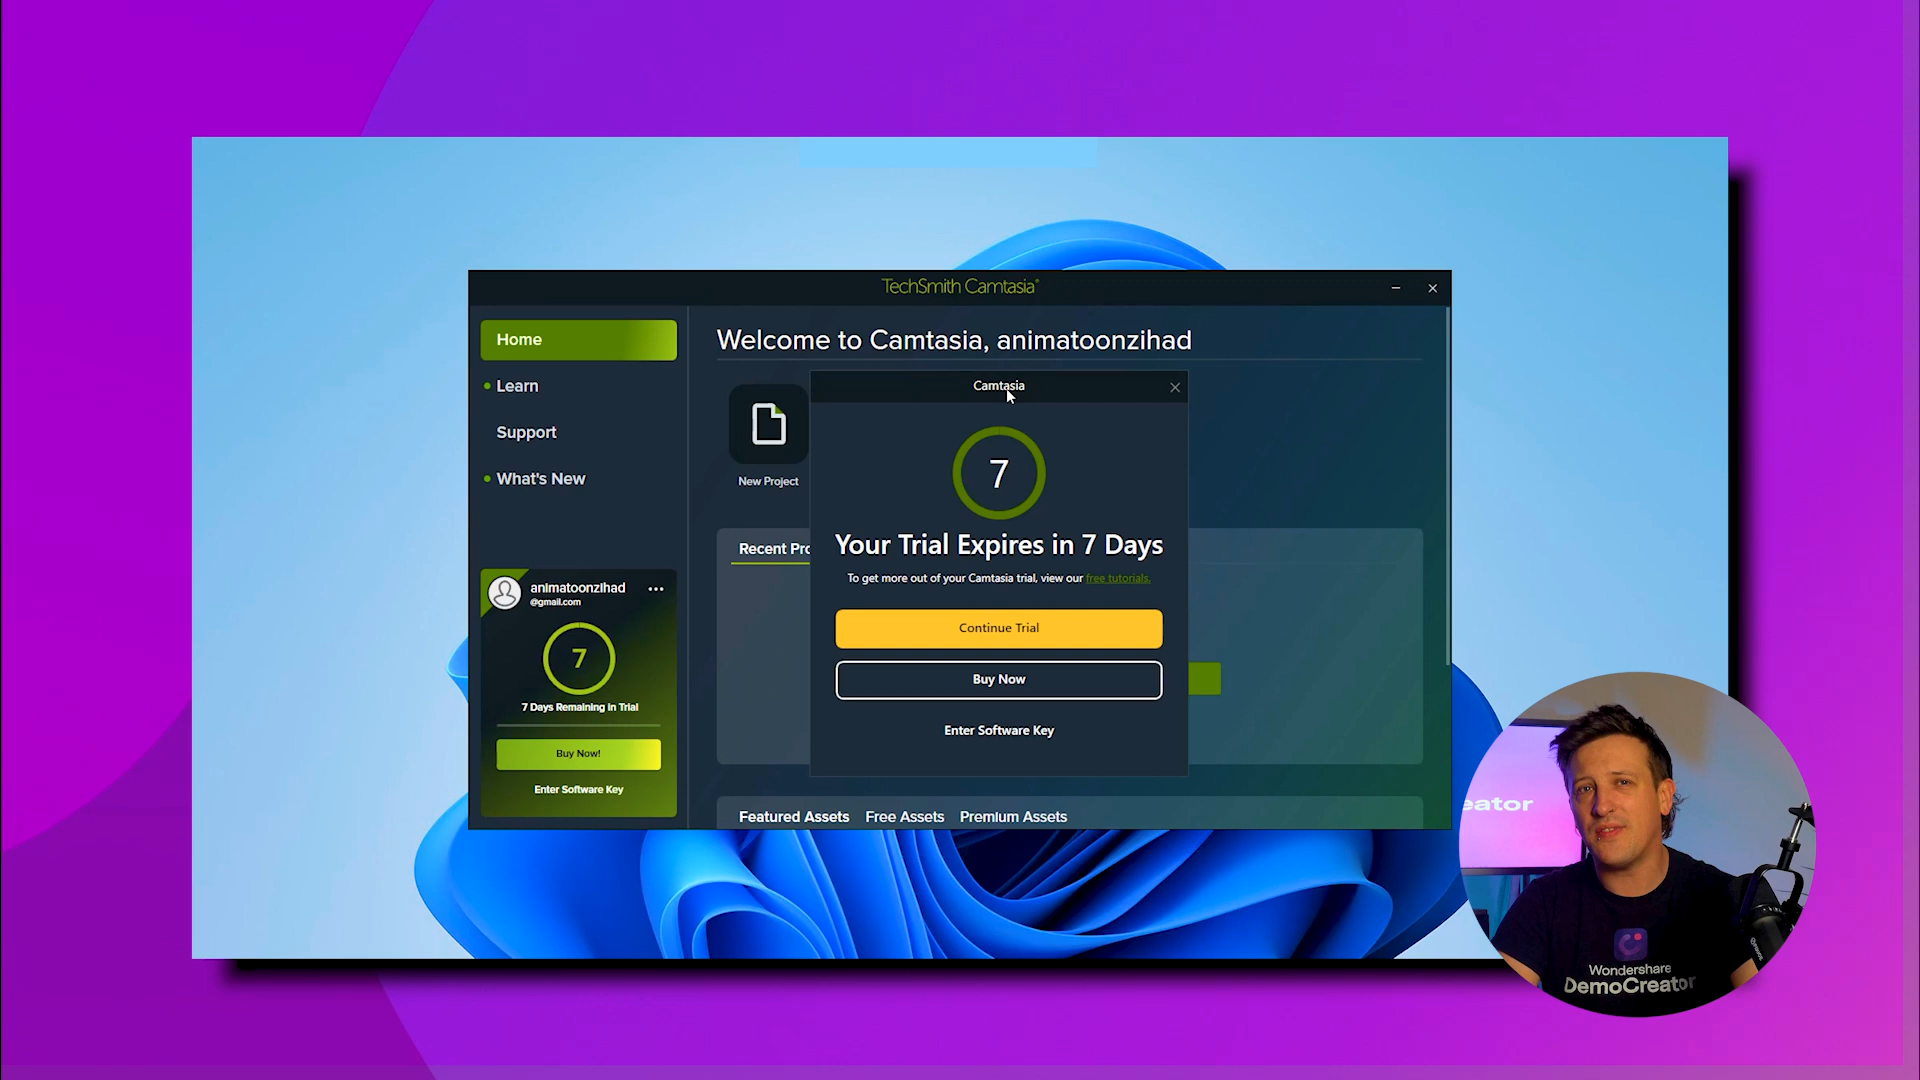 TechSmith Camtasia®
Home
Learn
Support
What's New
animatoonzihad
@gmail.com
7
7 Days Remaining in Trial
Buy Now!
Enter Software Key
Welcome to Camtasia, animatoonzihad
New Project
Recent Pro
Camtasia
7
Your Trial Expires in 7 Days
To get more out of your Camtasia trial, view our free tutorials.
Continue Trial
Buy Now
Enter Software Key
Featured Assets Free Assets Premium Assets
eator
Wondershare
DemoCreator